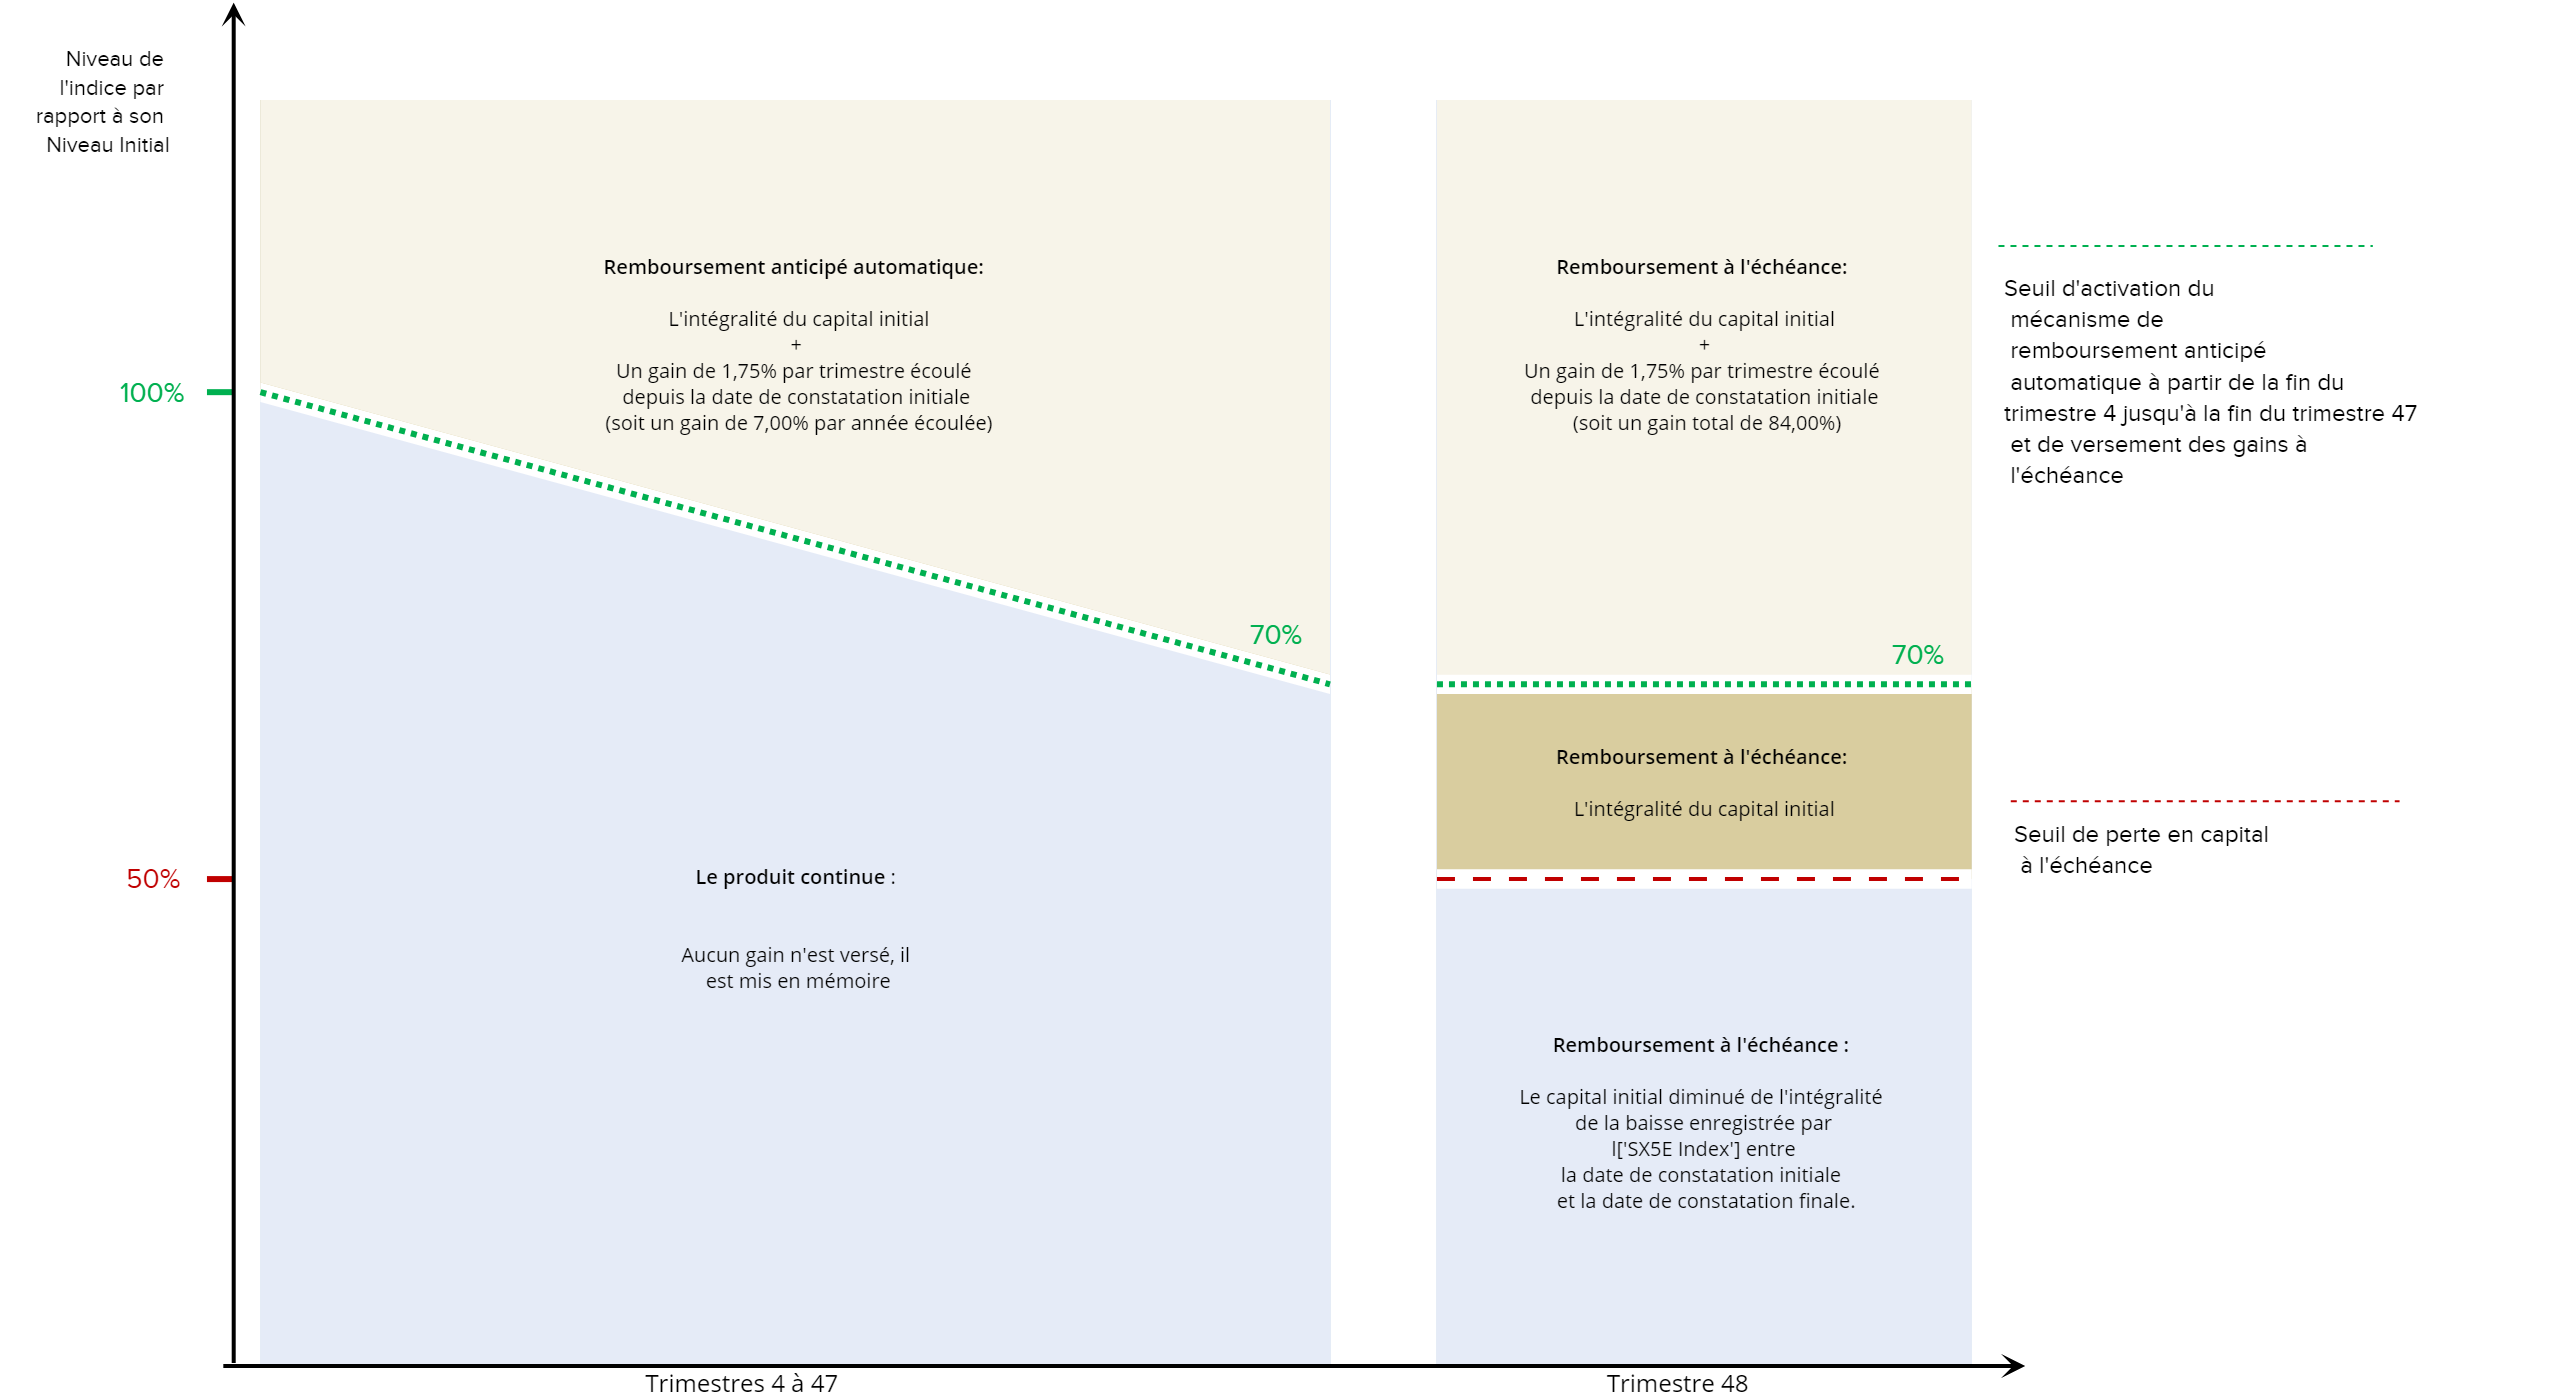 Niveau de
l'indice par
rapport à son
Niveau Initial
100%
50%
Remboursement anticipé automatique:
L'intégralité du capital initial
+
Un gain de 1,75% par trimestre écoulé
depuis la date de constatation initiale
(soit un gain de 7,00% par année écoulée)
70%
Le produit continue :
Aucun gain n'est versé, il
est mis en mémoire
Trimestres 4 à 47
Remboursement à l'échéance:
L'intégralité du capital initial
+
Un gain de 1,75% par trimestre écoulé
depuis la date de constatation initiale
(soit un gain total de 84,00%)
70%
Remboursement à l'échéance:
L'intégralité du capital initial
Remboursement à l'échéance :
Le capital initial diminué de l'intégralité
de la baisse enregistrée par
l['SX5E Index'] entre
la date de constatation initiale
et la date de constatation finale.
Trimestre 48
Seuil d'activation du
mécanisme de
remboursement anticipé
automatique à partir de la fin du
trimestre 4 jusqu'à la fin du trimestre 47
et de versement des gains à
l'échéance
Seuil de perte en capital
à l'échéance